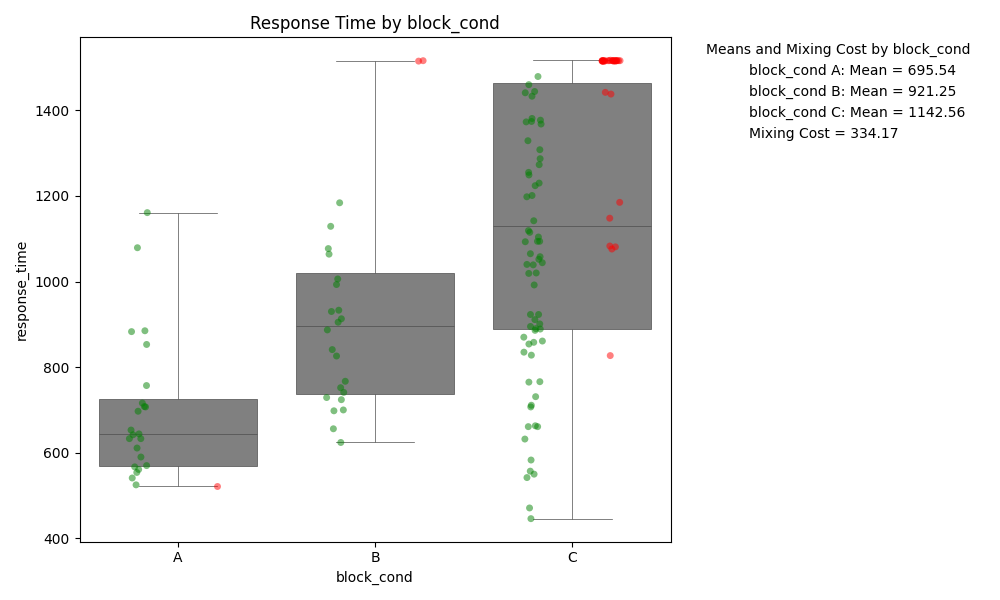 Response Time by block_cond
Means and Mixing Cost by block_cond
block_cond A: Mean = 695.54
block_cond B: Mean = 921.25
block_cond C: Mean = 1142.56
Mixing Cost = 334.17
response_time
1400
1200
1000
800
600
400
A B C
block_cond